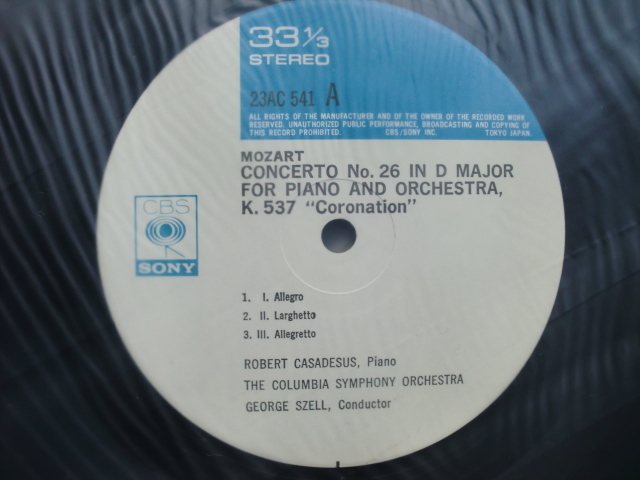 33 1/3
STEREO
23AC 541 A
ALL RIGHTS OF THE MANUFACTURER AND OF THE OWNER OF THE RECORDED WORK
RESERVED. UNAUTHORIZED PUBLIC PERFORMANCE, BROADCASTING AND COPYING OF
THIS RECORD PROHIBITED. CBS/SONY INC. TOKYO JAPAN.
MOZART
CONCERTO No. 26 IN D MAJOR
FOR PIANO AND ORCHESTRA,
K. 537 “Coronation”
CBS
SONY
1. I. Allegro
2. II. Larghetto
3. III. Allegretto
ROBERT CASADESUS, Piano
THE COLUMBIA SYMPHONY ORCHESTRA
GEORGE SZELL, Conductor